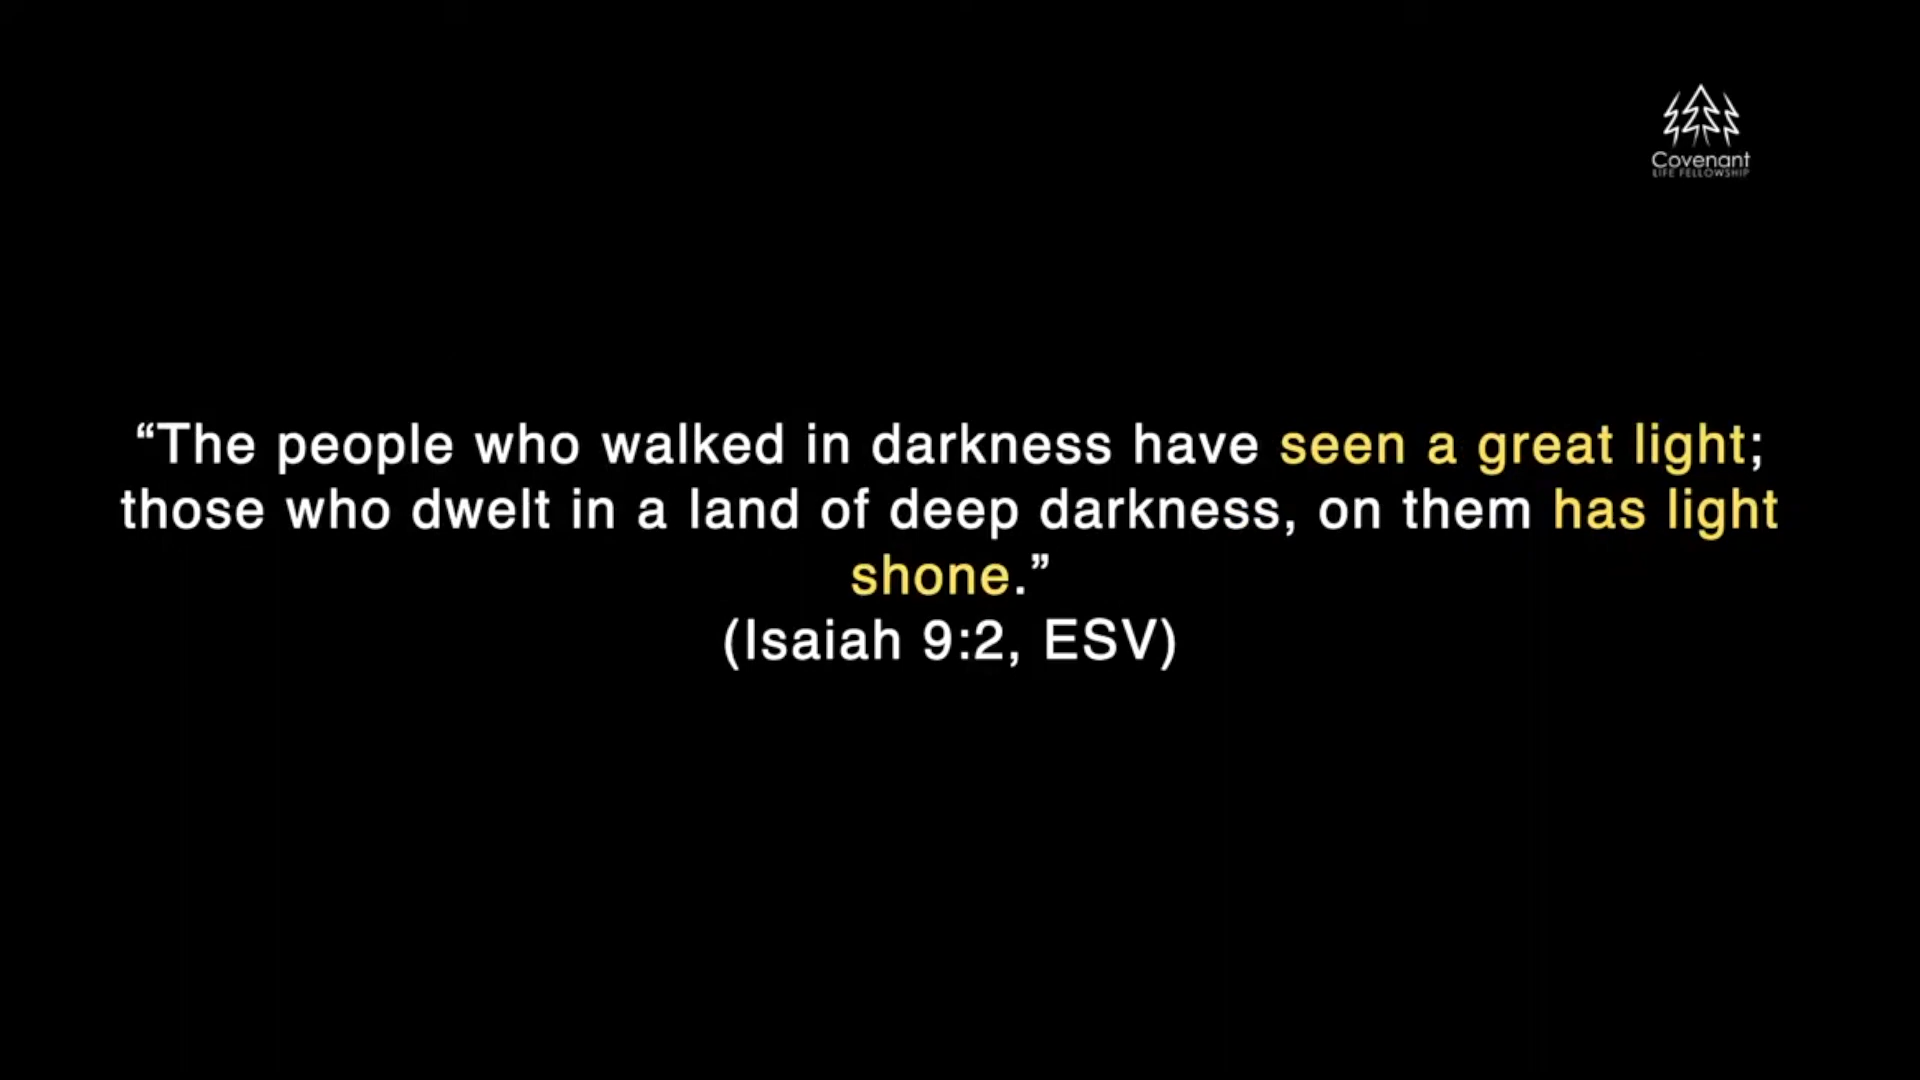 Covenant
LIFE FELLOWSHIP
“The people who walked in darkness have seen a great light;
those who dwelt in a land of deep darkness, on them has light
shone.”
(Isaiah 9:2, ESV)